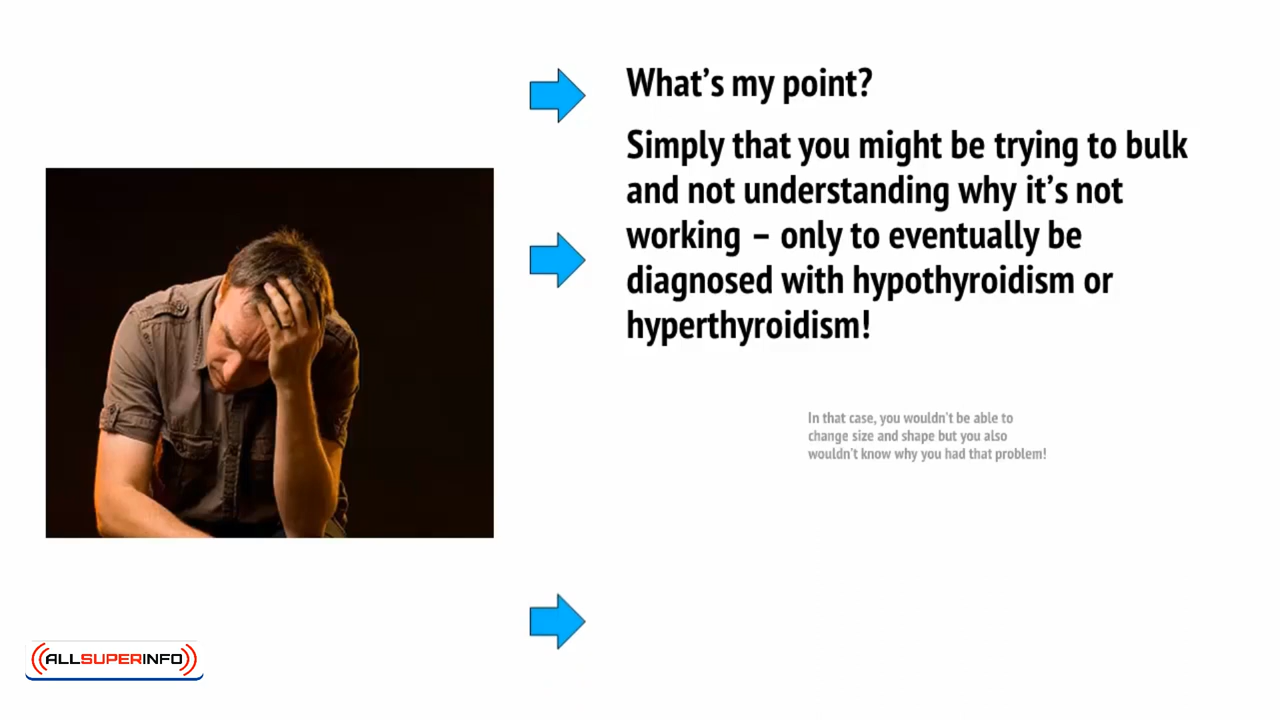 What's my point?
Simply that you might be trying to bulk
and not understanding why it's not
working – only to eventually be
diagnosed with hypothyroidism or
hyperthyroidism!
In that case, you wouldn't be able to
change size and shape but you also
wouldn't know why you had that problem!
ALLSUPERINFO